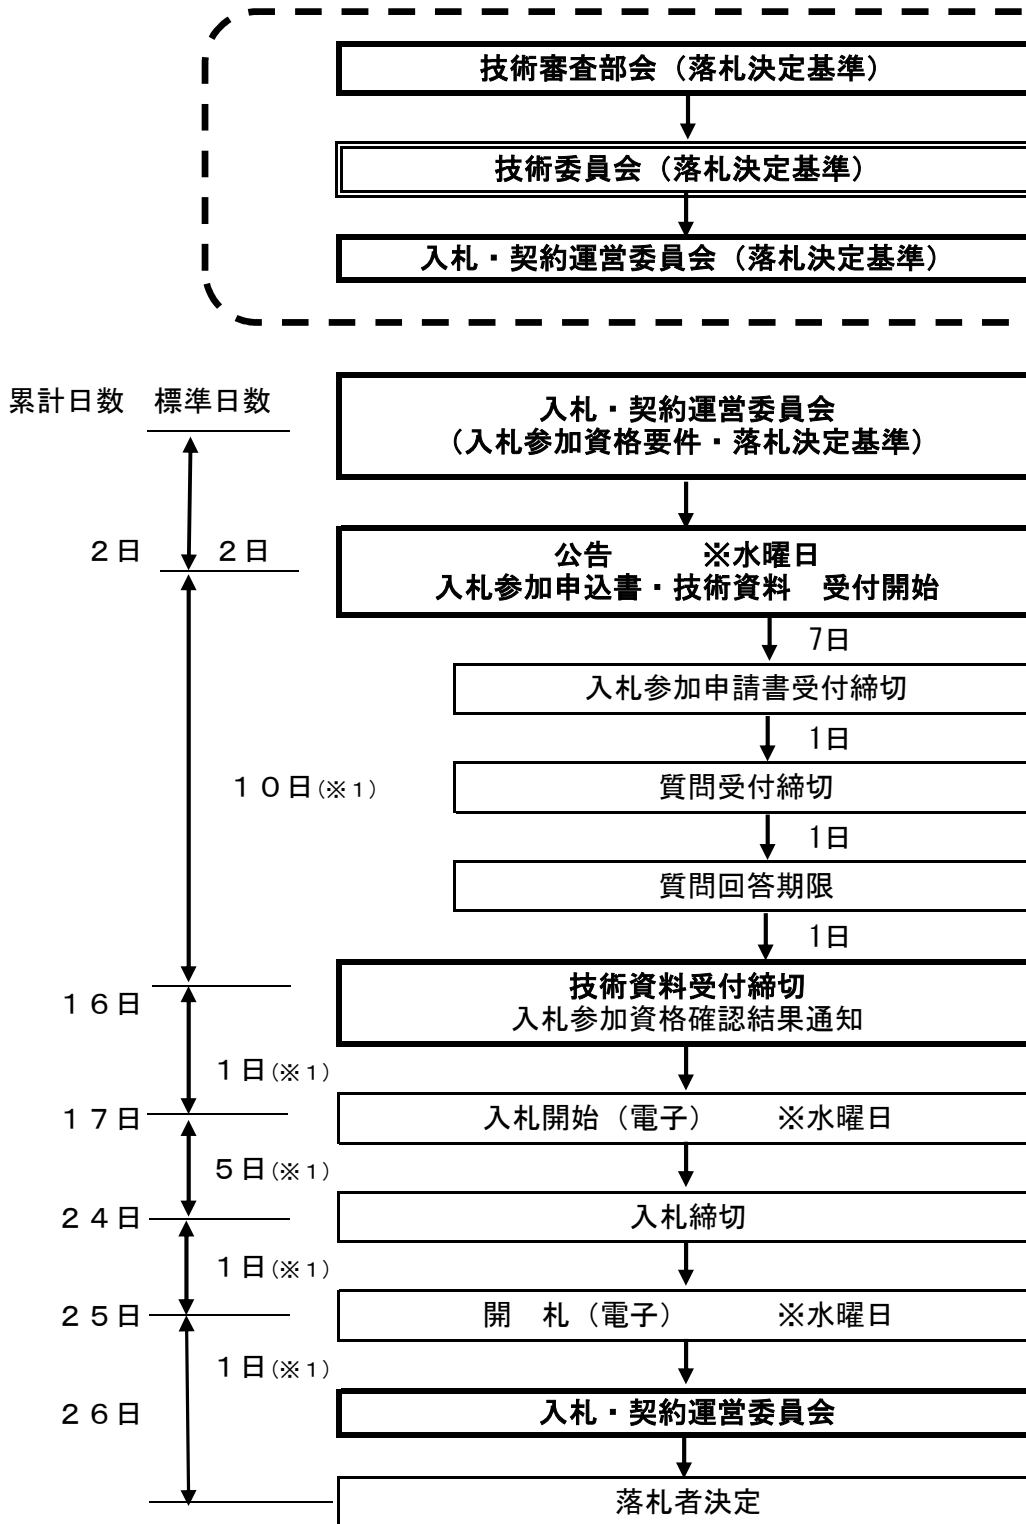 技術審査部会（落札決定基準）
技術委員会（落札決定基準）
入札・契約運営委員会（落札決定基準）
累計日数　標準日数
入札・契約運営委員会
（入札参加資格要件・落札決定基準）
２日　２日
公告　　　※水曜日
入札参加申込書・技術資料　受付開始
7日
入札参加申請書受付締切
1日
１０日(※１)
質問受付締切
1日
質問回答期限
1日
１６日
技術資料受付締切
入札参加資格確認結果通知
１日(※１)
１７日
入札開始（電子）　　※水曜日
５日(※１)
２４日
入札締切
１日(※１)
２５日
開　札（電子）　　　※水曜日
１日(※１)
２６日
入札・契約運営委員会
落札者決定